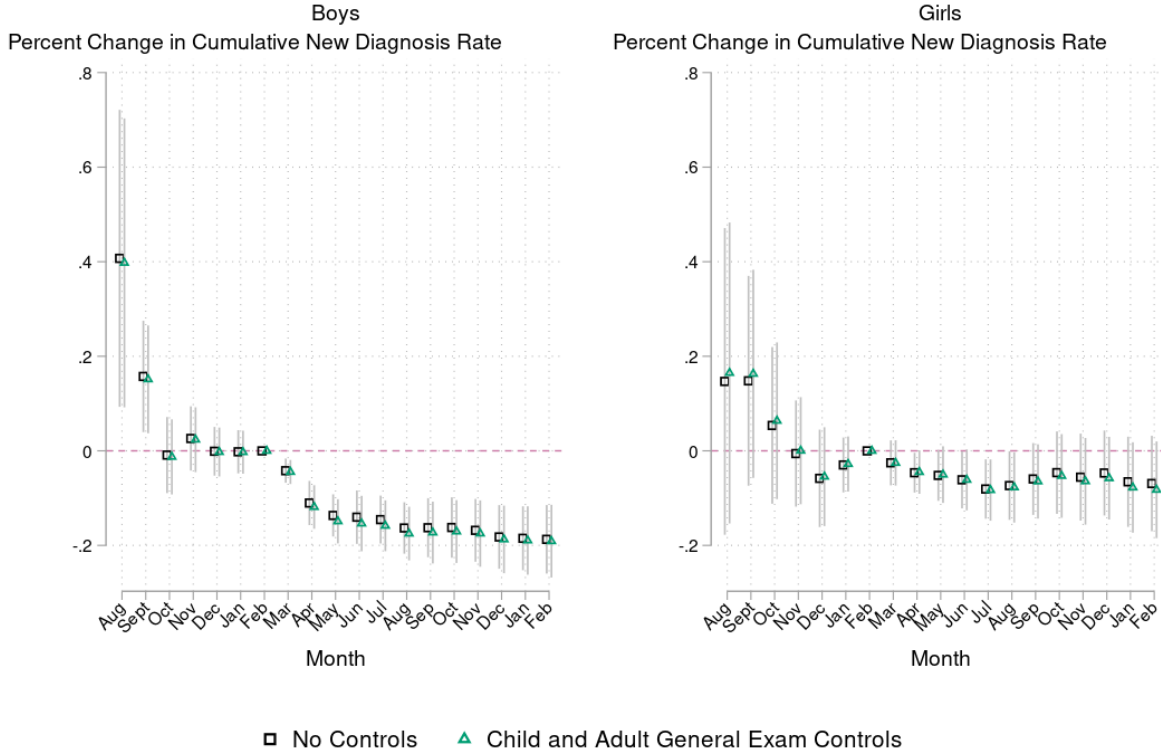 Boys
Percent Change in Cumulative New Diagnosis Rate
.8
.6
.4
.2
0
-.2
Aug Sept Oct Nov Dec Jan Feb Mar Apr May Jun Jul Aug Sep Oct Nov Dec Jan Feb
Month
Girls
Percent Change in Cumulative New Diagnosis Rate
.8
.6
.4
.2
0
-.2
Aug Sept Oct Nov Dec Jan Feb Mar Apr May Jun Jul Aug Sep Oct Nov Dec Jan Feb
Month
No Controls Child and Adult General Exam Controls